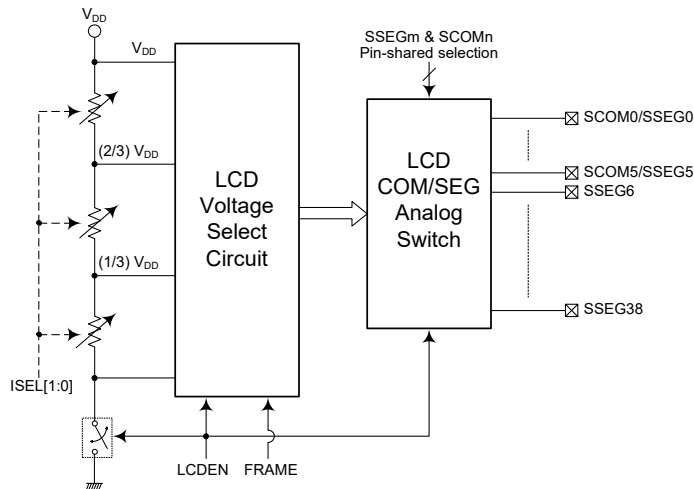 VDD
VDD
(2/3) VDD
(1/3) VDD
ISEL[1:0]
LCD
Voltage
Select
Circuit
LCDEN
FRAME
SSEGm & SCOMn
Pin-shared selection
LCD
COM/SEG
Analog
Switch
SCOM0/SSEG0
SCOM5/SSEG5
SSEG6
SSEG38